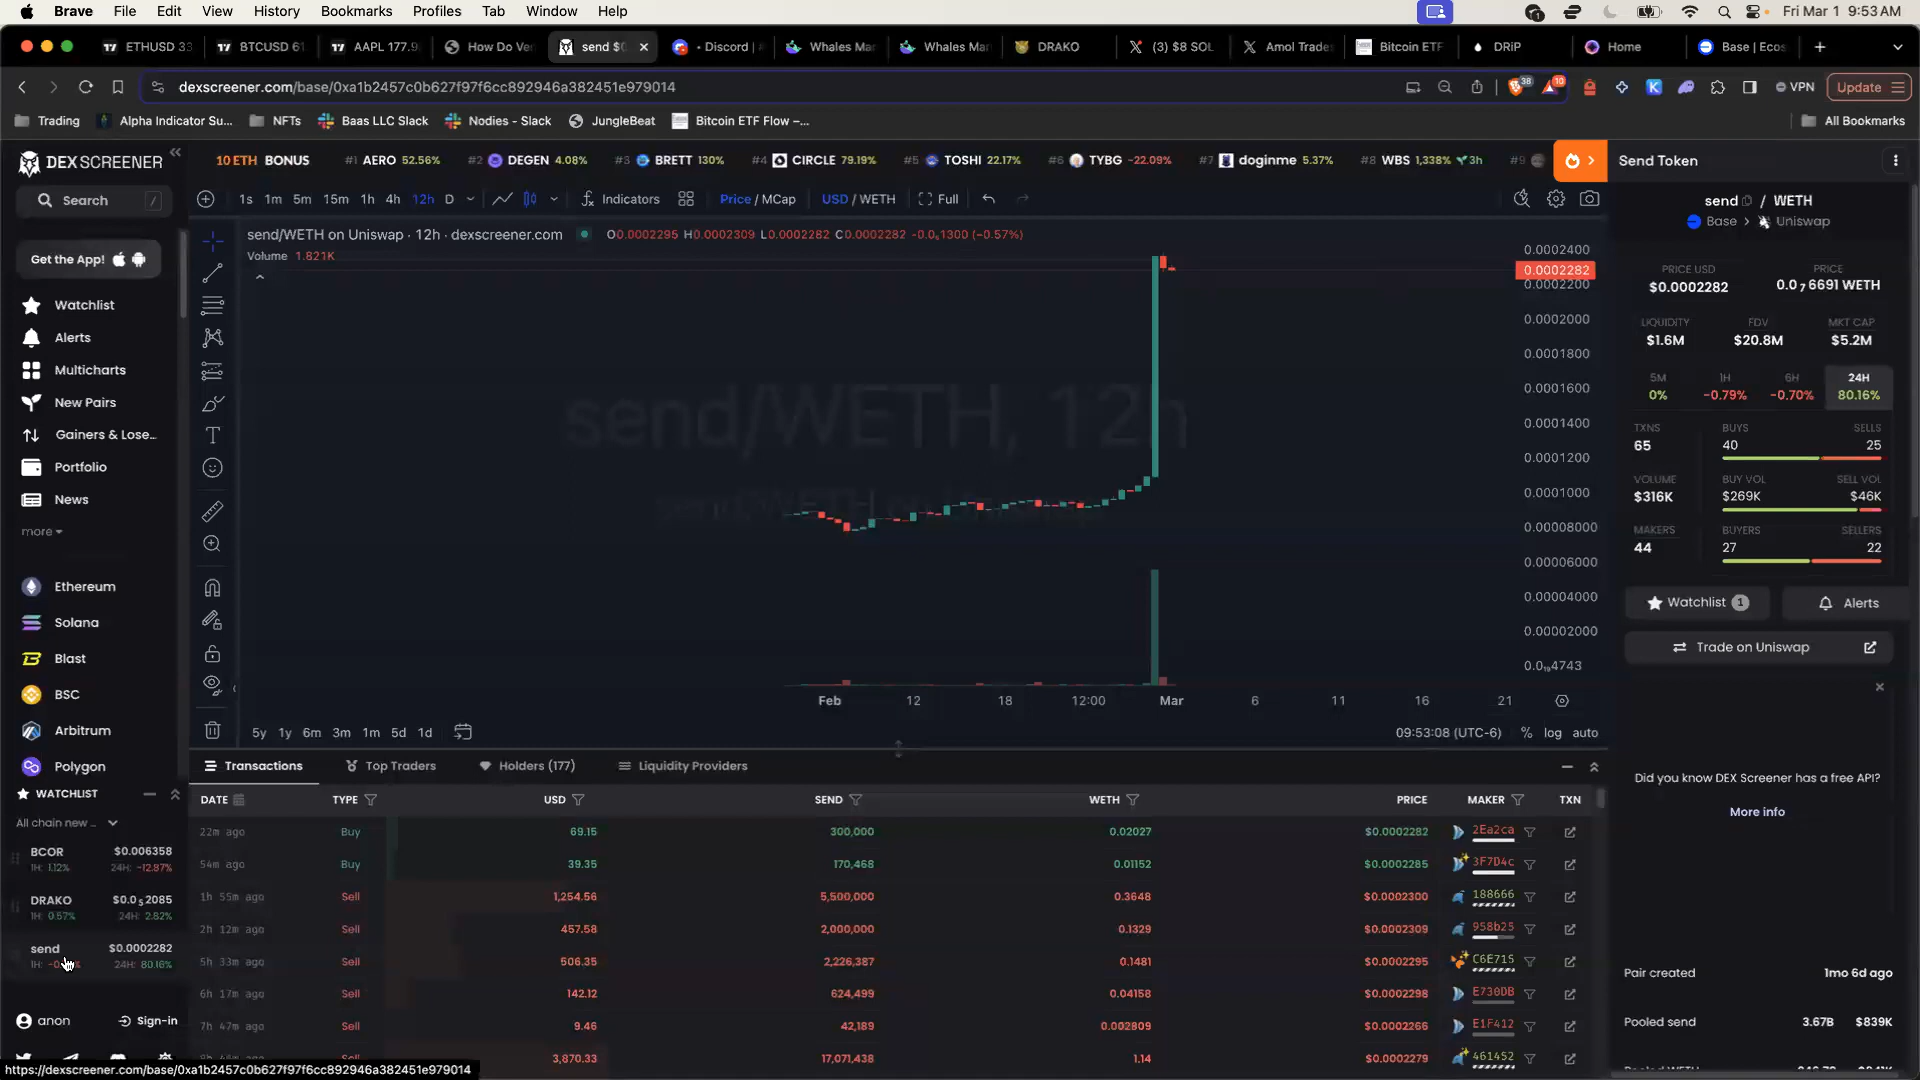 Brave File Edit View History Bookmarks Profiles Tab Window Help
Fri Mar 1 9:53 AM
ETHUSD 33 BTCUSD 61 AAPL 177.9 How Do Ve send $0 • Discord | Whales Mar Whales Mar DRAKO (3) $8 SOL Amol Trade Bitcoin ETF DRiP Home Base | Ecos
dexscreener.com/base/0xa1b2457c0b627f97f6cc892946a382451e979014
38 10 VPN Update
Trading Alpha Indicator Su... NFTs Baas LLC Slack Nodies - Slack JungleBeat Bitcoin ETF Flow –... All Bookmarks
DEX SCREENER
10 ETH BONUS #1 AERO 52.56% #2 DEGEN 4.08% #3 BRETT 130% #4 CIRCLE 79.19% #5 TOSHI 22.17% #6 TYBG -22.09% #7 doginme 5.37% #8 WBS 1,338% 3h #9
Send Token
Search /
1s 1m 5m 15m 1h 4h 12h D Indicators Price / MCap USD / WETH Full
send / WETH
Base > Uniswap
send/WETH on Uniswap · 12h · dexscreener.com O0.0002295 H0.0002309 L0.0002282 C0.0002282 -0.0₅1300 (-0.57%)
Volume 1.821K
Get the App!
Watchlist
Alerts
Multicharts
New Pairs
Gainers & Lose...
Portfolio
News
more
Ethereum
Solana
Blast
BSC
Arbitrum
Polygon
send/WETH, 12h
0.0002400
0.0002282
0.0002200
0.0002000
0.0001800
0.0001600
0.0001400
0.0001200
0.0001000
0.00008000
0.00006000
0.00004000
0.00002000
0.0₁₉4743
Feb 12 18 12:00 Mar 6 11 16 21
5y 1y 6m 3m 1m 5d 1d
09:53:08 (UTC-6) % log auto
PRICE USD PRICE
$0.0002282 0.0₇6691 WETH
LIQUIDITY FDV MKT CAP
$1.6M $20.8M $5.2M
5M 1H 6H 24H
0% -0.79% -0.70% 80.16%
TXNS BUYS SELLS
65 40 25
VOLUME BUY VOL SELL VOL
$316K $269K $46K
MAKERS BUYERS SELLERS
44 27 22
Watchlist 1 Alerts
Trade on Uniswap
Did you know DEX Screener has a free API?
More info
Pair created 1mo 6d ago
Pooled send 3.67B $839K
WATCHLIST
All chain new ...
BCOR $0.006358
1H: 1.12% 24H: -12.87%
DRAKO $0.0₅2085
1H: 0.57% 24H: 2.82%
send $0.0002282
24H: 80.16%
anon Sign-in
Transactions Top Traders Holders (177) Liquidity Providers
DATE TYPE USD SEND WETH PRICE MAKER TXN
22m ago Buy 69.15 300,000 0.02027 $0.0002282 2Ea2ca
54m ago Buy 39.35 170,468 0.01152 $0.0002285 3F7D4c
1h 55m ago Sell 1,254.56 5,500,000 0.3648 $0.0002300 188666
2h 12m ago Sell 457.58 2,000,000 0.1329 $0.0002309 958b25
5h 33m ago Sell 506.35 2,226,387 0.1481 $0.0002295 C6E715
6h 17m ago Sell 142.12 624,499 0.04158 $0.0002298 E730DB
7h 47m ago Sell 9.46 42,189 0.002809 $0.0002266 E1F412
Sell 3,870.33 17,071,438 1.14 $0.0002279 461452
https://dexscreener.com/base/0xa1b2457c0b627f97f6cc892946a382451e979014